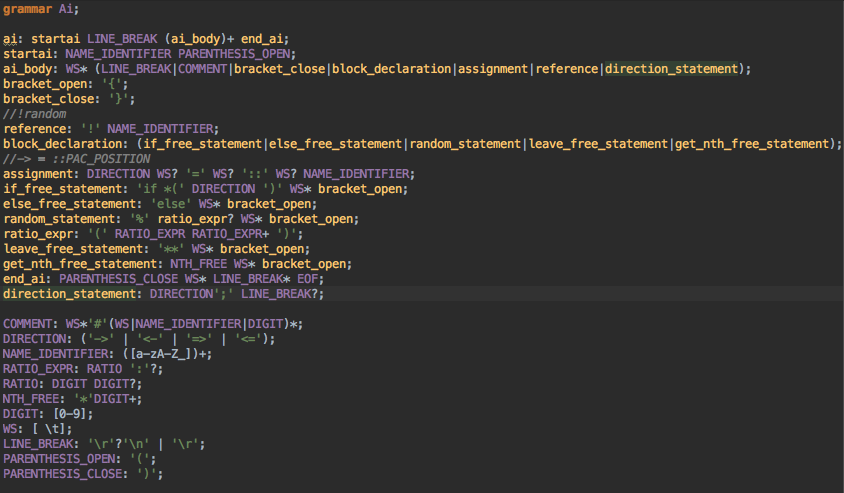 grammar Ai;
ai: startai LINE_BREAK (ai_body)+ end_ai;
startai: NAME_IDENTIFIER PARENTHESIS_OPEN;
ai_body: WS* (LINE_BREAK|COMMENT|bracket_close|block_declaration|assignment|reference|direction_statement);
bracket_open: '{';
bracket_close: '}';
//!random
reference: '!' NAME_IDENTIFIER;
block_declaration: (if_free_statement|else_free_statement|random_statement|leave_free_statement|get_nth_free_statement);
//-> = ::PAC_POSITION
assignment: DIRECTION WS? '=' WS? '::' WS? NAME_IDENTIFIER;
if_free_statement: 'if *(' DIRECTION ')' WS* bracket_open;
else_free_statement: 'else' WS* bracket_open;
random_statement: '%' ratio_expr? WS* bracket_open;
ratio_expr: '(' RATIO_EXPR RATIO_EXPR+ ')';
leave_free_statement: '**' WS* bracket_open;
get_nth_free_statement: NTH_FREE WS* bracket_open;
end_ai: PARENTHESIS_CLOSE WS* LINE_BREAK* EOF;
direction_statement: DIRECTION';' LINE_BREAK?;
COMMENT: WS*'#'(WS|NAME_IDENTIFIER|DIGIT)*;
DIRECTION: ('->' | '<-' | '=>' | '<=');
NAME_IDENTIFIER: ([a-zA-Z_])+;
RATIO_EXPR: RATIO ':'?;
RATIO: DIGIT DIGIT?;
NTH_FREE: '*'DIGIT+;
DIGIT: [0-9];
WS: [ \t];
LINE_BREAK: '\r'?'\n' | '\r';
PARENTHESIS_OPEN: '(';
PARENTHESIS_CLOSE: ')';